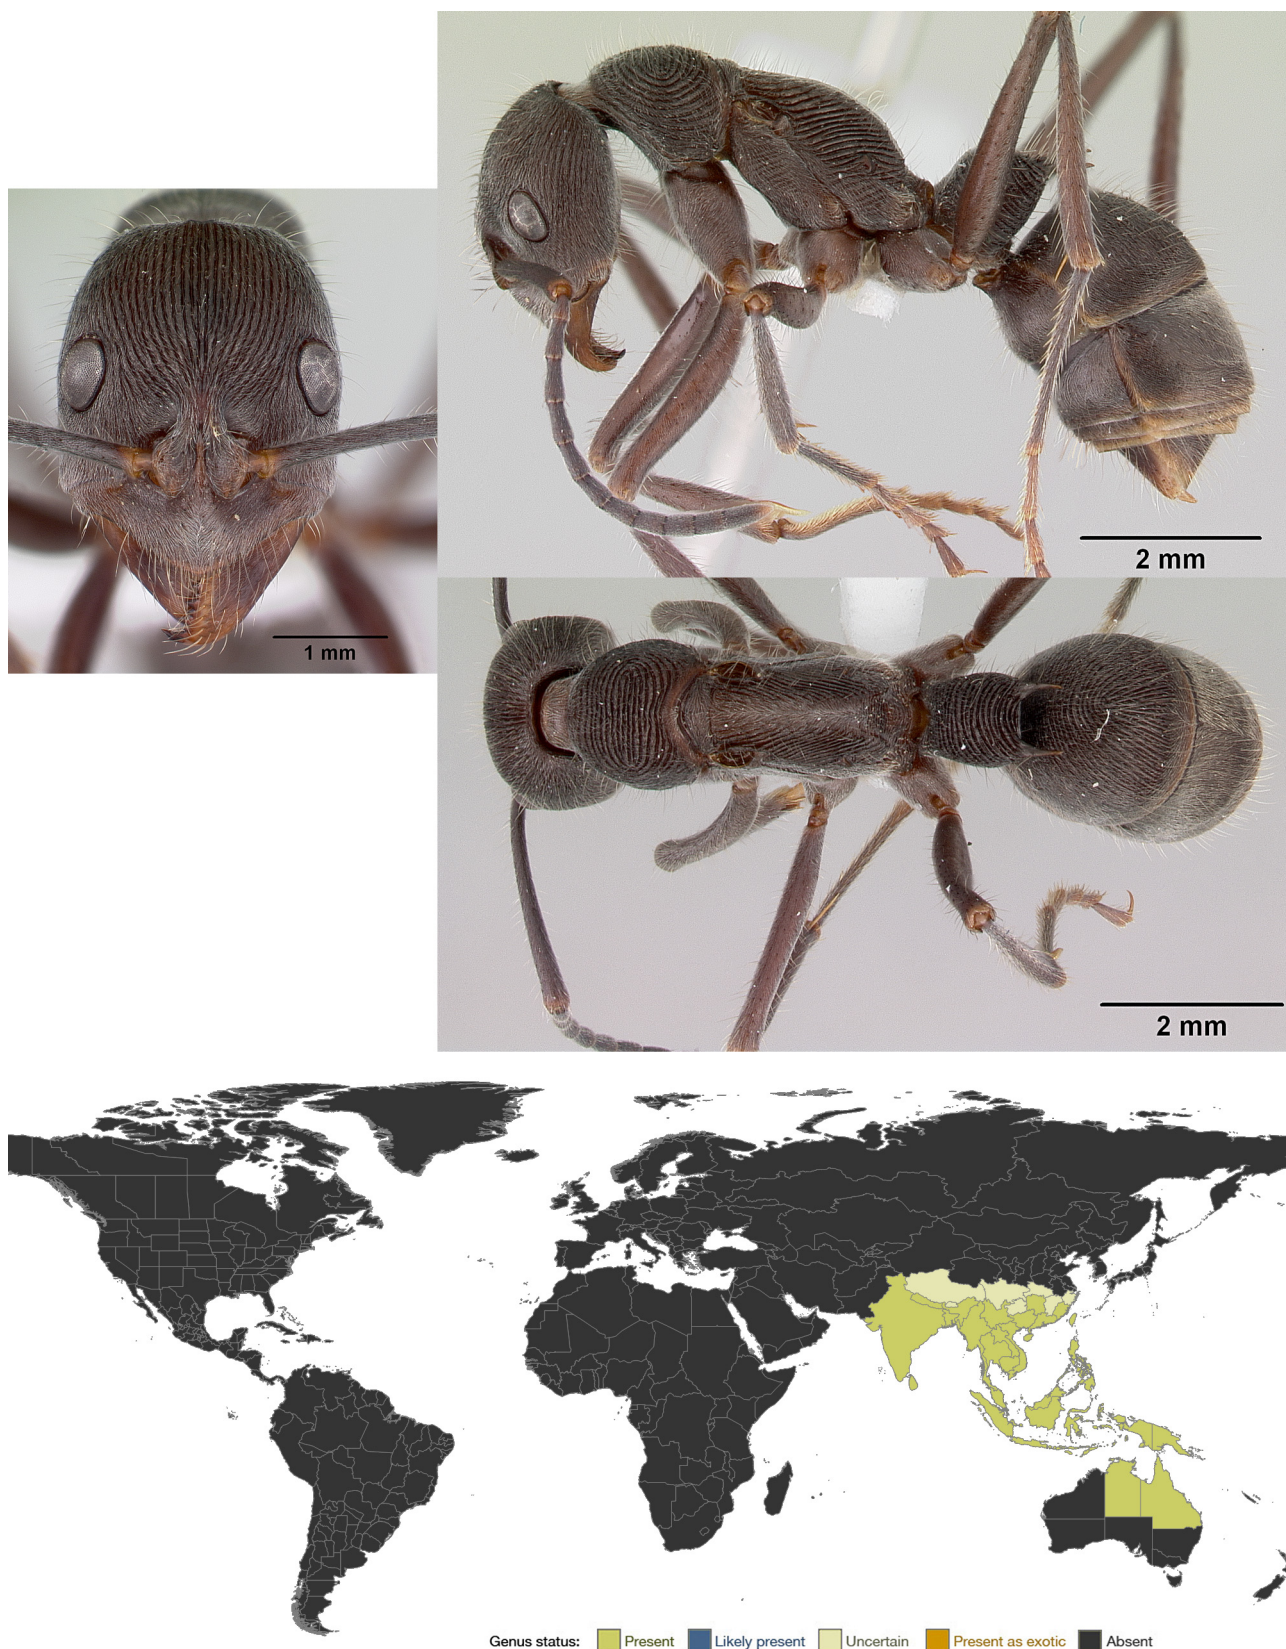 2 mm
1 mm
2 mm
Genus status: Present Likely present Uncertain Present as exotic Absent